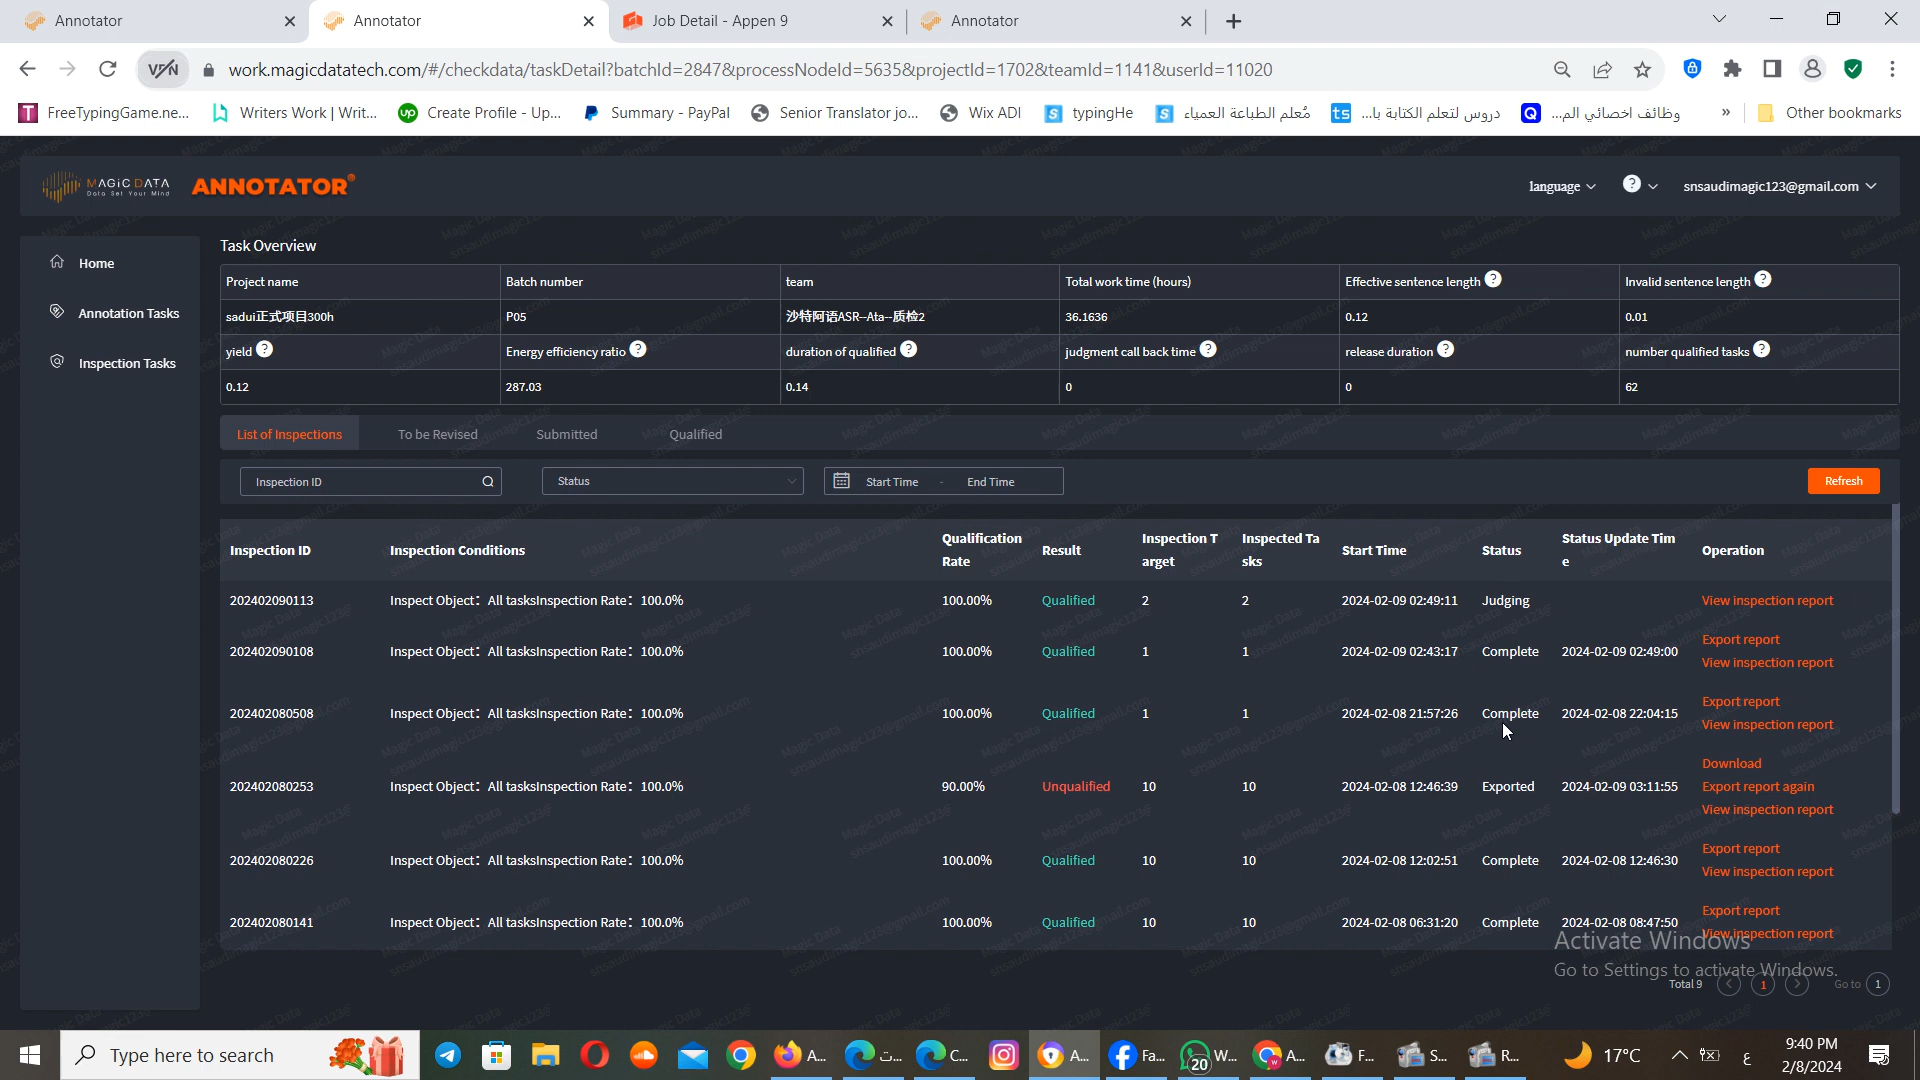 Annotator
Annotator
Job Detail - Appen 9
Annotator
VPN
work.magicdatatech.com/#/checkdata/taskDetail?batchId=2847&processNodeId=5635&projectId=1702&teamId=1141&userId=11020
FreeTypingGame.ne...
Writers Work | Writ...
Create Profile - Up...
Summary - PayPal
Senior Translator jo...
Wix ADI
typingHe
مُعلم الطباعة العمياء
دروس لتعلم الكتابة با...
وظائف اخصائي الم...
»
Other bookmarks
MAGIC DATA
Data Set Your Mind
ANNOTATOR®
language
snsaudimagic123@gmail.com
Home
Annotation Tasks
Inspection Tasks
Task Overview
Project name Batch number team Total work time (hours) Effective sentence length Invalid sentence length
sadui正式项目300h P05 沙特阿语ASR--Ata--质检2 36.1636 0.12 0.01
yield Energy efficiency ratio duration of qualified judgment call back time release duration number qualified tasks
0.12 287.03 0.14 0 0 62
List of Inspections To be Revised Submitted Qualified
Inspection ID Status Start Time - End Time Refresh
Inspection ID Inspection Conditions Qualification Rate Result Inspection Target Inspected Tasks Start Time Status Status Update Time Operation
202402090113 Inspect Object：All tasksInspection Rate：100.0% 100.00% Qualified 2 2 2024-02-09 02:49:11 Judging View inspection report
202402090108 Inspect Object：All tasksInspection Rate：100.0% 100.00% Qualified 1 1 2024-02-09 02:43:17 Complete 2024-02-09 02:49:00 Export report
View inspection report
202402080508 Inspect Object：All tasksInspection Rate：100.0% 100.00% Qualified 1 1 2024-02-08 21:57:26 Complete 2024-02-08 22:04:15 Export report
View inspection report
202402080253 Inspect Object：All tasksInspection Rate：100.0% 90.00% Unqualified 10 10 2024-02-08 12:46:39 Exported 2024-02-09 03:11:55 Download
Export report again
View inspection report
202402080226 Inspect Object：All tasksInspection Rate：100.0% 100.00% Qualified 10 10 2024-02-08 12:02:51 Complete 2024-02-08 12:46:30 Export report
View inspection report
202402080141 Inspect Object：All tasksInspection Rate：100.0% 100.00% Qualified 10 10 2024-02-08 06:31:20 Complete 2024-02-08 08:47:50 Export report
View inspection report
Activate Windows
Go to Settings to activate Windows.
Total 9 1 Go to 1
Type here to search
A...
ت...
C...
A...
Fa...
20
W...
A...
F...
S...
R...
17°C
ع
9:40 PM
2/8/2024